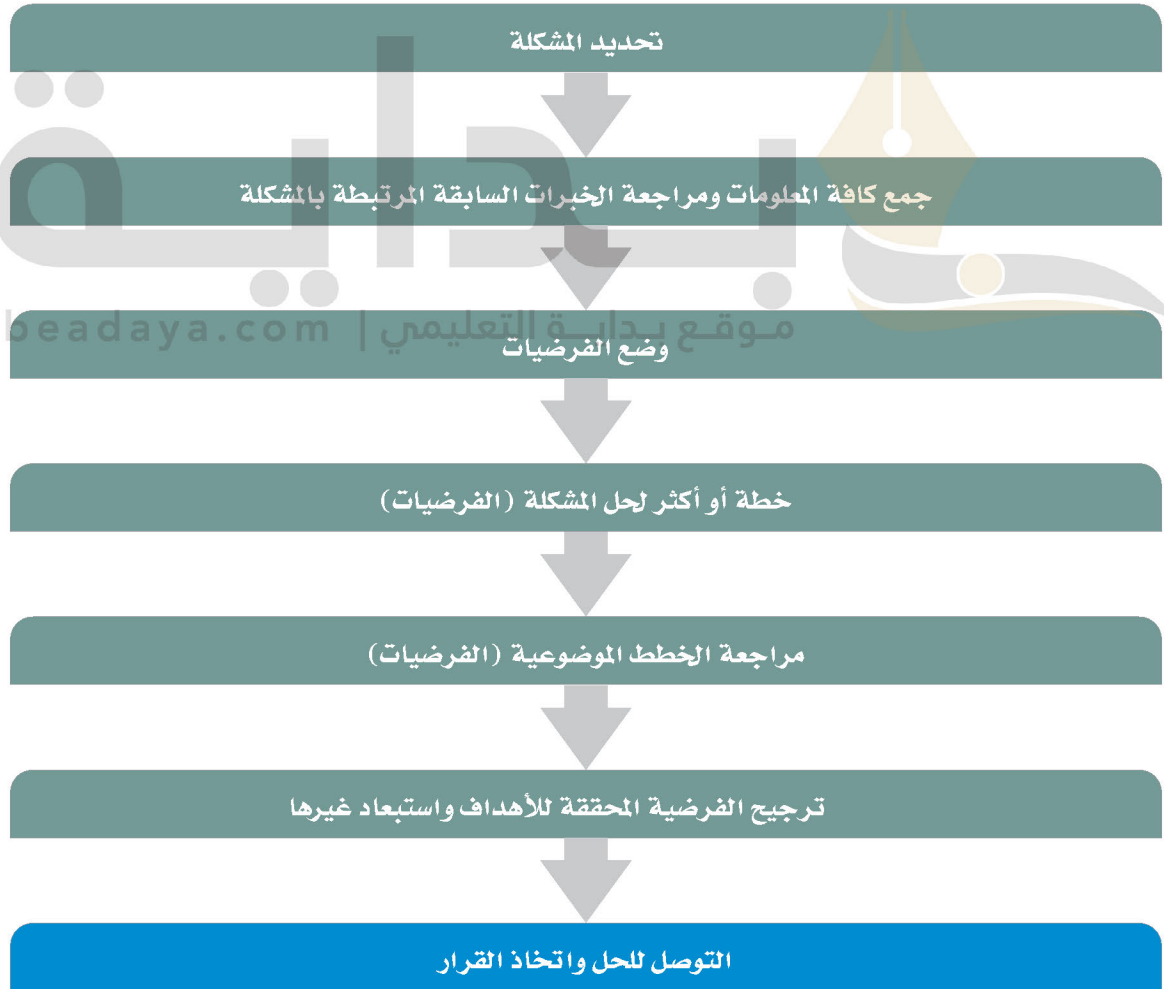 تحديد المشكلة
بداية
جمع كافة المعلومات ومراجعة الخبرات السابقة المرتبطة بالمشكلة
موقع بداية التعليمي | beadaya.com
وضع الفرضيات
خطة أو أكثر لحل المشكلة (الفرضيات)
مراجعة الخطط الموضوعية (الفرضيات)
ترجيح الفرضية المحققة للأهداف واستبعاد غيرها
التوصل للحل واتخاذ القرار